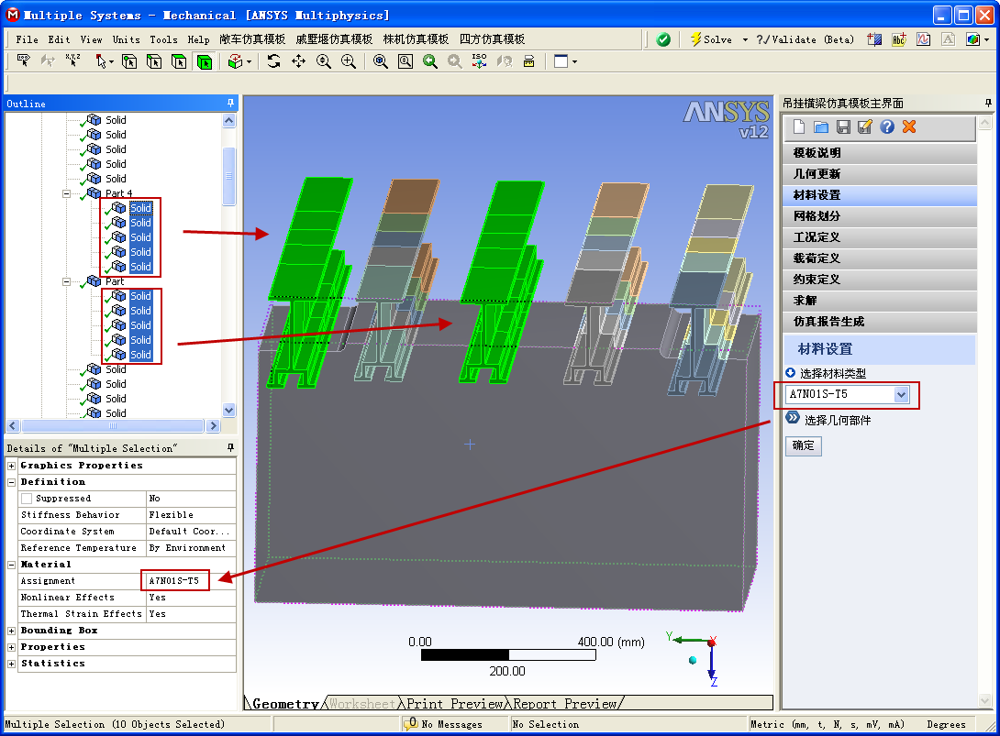 Multiple Systems - Mechanical [ANSYS Multiphysics]
File Edit View Units Tools Help 敞车仿真模板 戚墅堰仿真模板 株机仿真模板 四方仿真模板
Solve ?/Validate (Beta)
Outline
Solid
Solid
Solid
Solid
Solid
Part 4
Solid
Solid
Solid
Solid
Solid
Part
Solid
Solid
Solid
Solid
Solid
Solid
Solid
Solid
Solid
Details of "Multiple Selection"
Graphics Properties
Definition
Suppressed No
Stiffness Behavior Flexible
Coordinate System Default Coor...
Reference Temperature By Environment
Material
Assignment A7N01S-T5
Nonlinear Effects Yes
Thermal Strain Effects Yes
Bounding Box
Properties
Statistics
ANSYS
v12
0.00 400.00 (mm)
200.00
Y X
Z
Geometry Worksheet Print Preview Report Preview
吊挂横梁仿真模板主界面
模板说明
几何更新
材料设置
网格划分
工况定义
载荷定义
约束定义
求解
仿真报告生成
材料设置
选择材料类型
A7N01S-T5
选择几何部件
确定
Multiple Selection (10 Objects Selected) 0 No Messages No Selection Metric (mm, t, N, s, mV, mA) Degrees